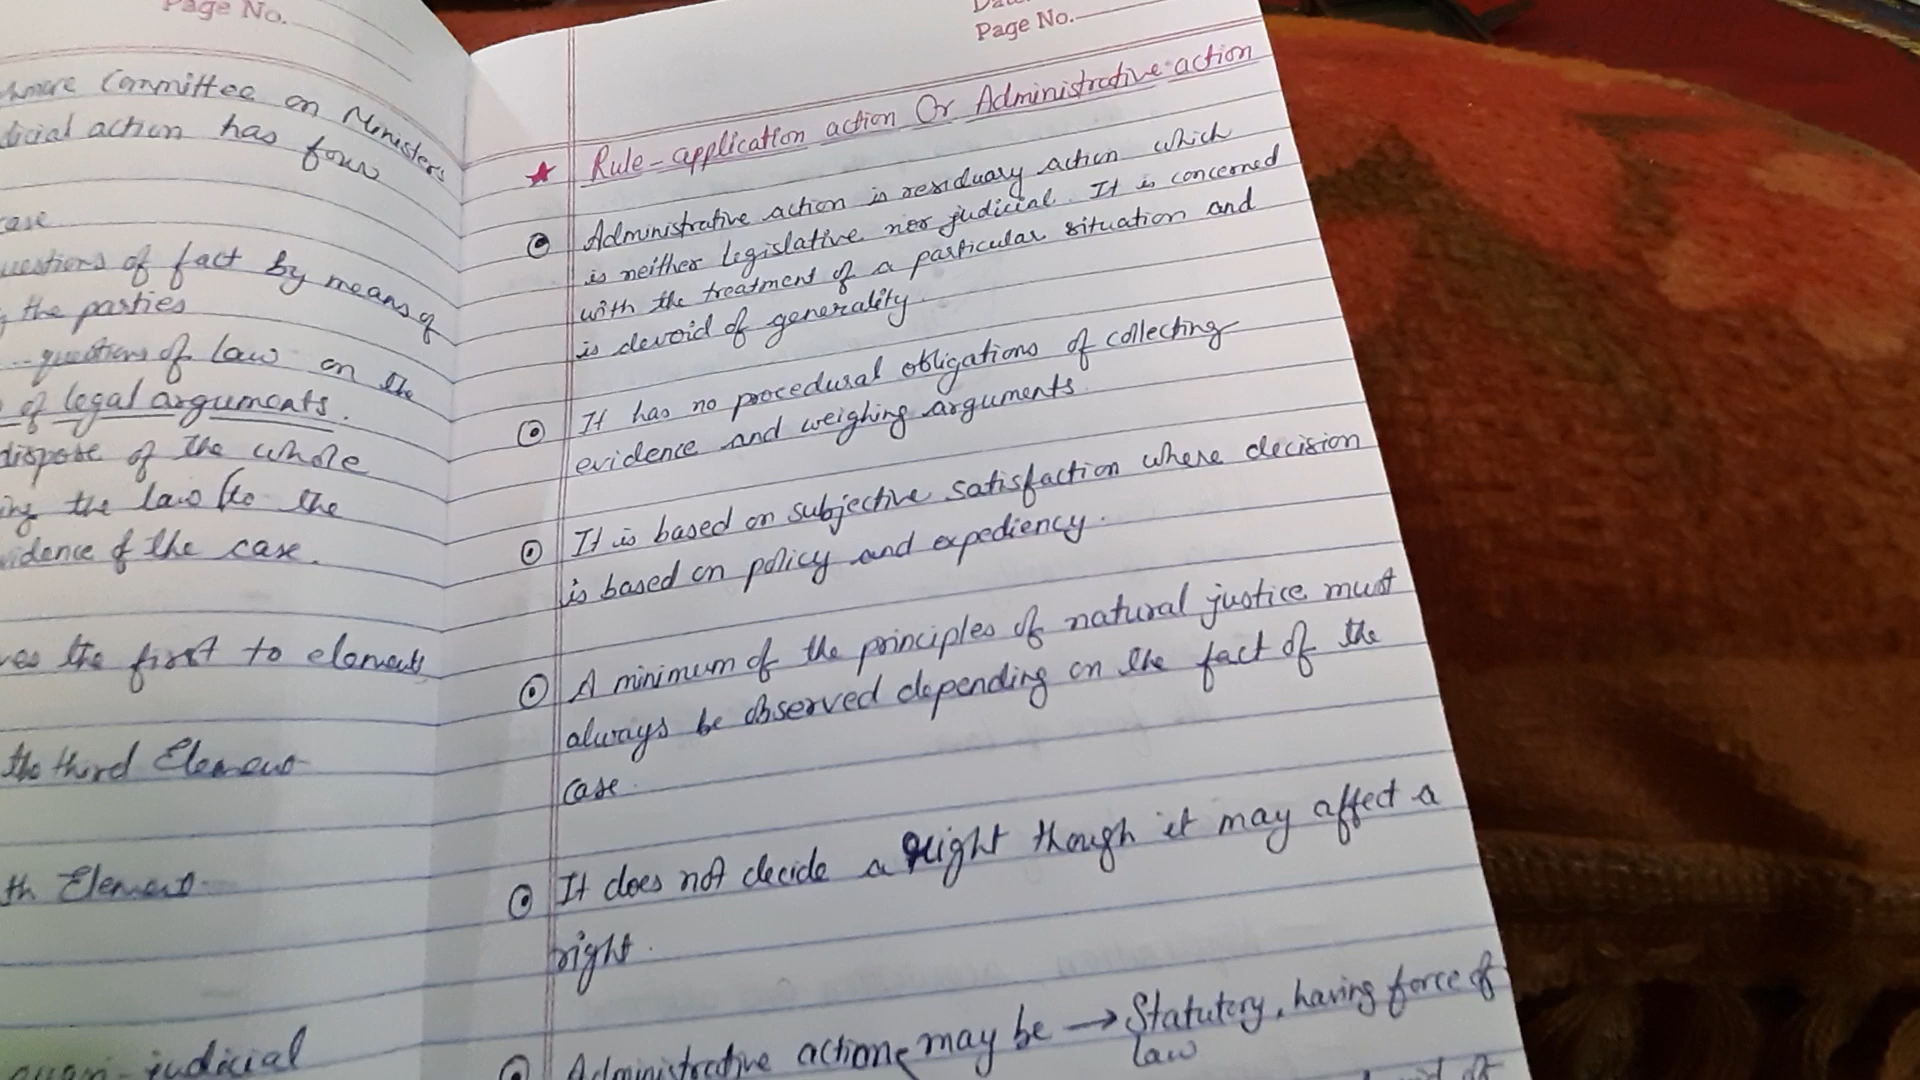 Page No.
Committee on Ministers
dicial action has four
case
questions of fact by means of
the parties
questions of law on the
of legal arguments.
dispose of the whole
the law to the
idence of the case.
the first to elements
the third Element
th Element
quasi-judicial
Page No.
★ Rule-application action Or Administrative-action
Administrative action is residuary action which
is neither legislative nor judicial. It is concerned
with the treatment of a particular situation and
is devoid of generality.
It has no procedural obligations of collecting
evidence and weighing arguments.
It is based on subjective satisfaction where decision
is based on policy and expediency.
A minimum of the principles of natural justice must
always be observed depending on the fact of the
case.
It does not decide a Right though it may affect a
right.
Administrative action may be → Statutory, having force of
law